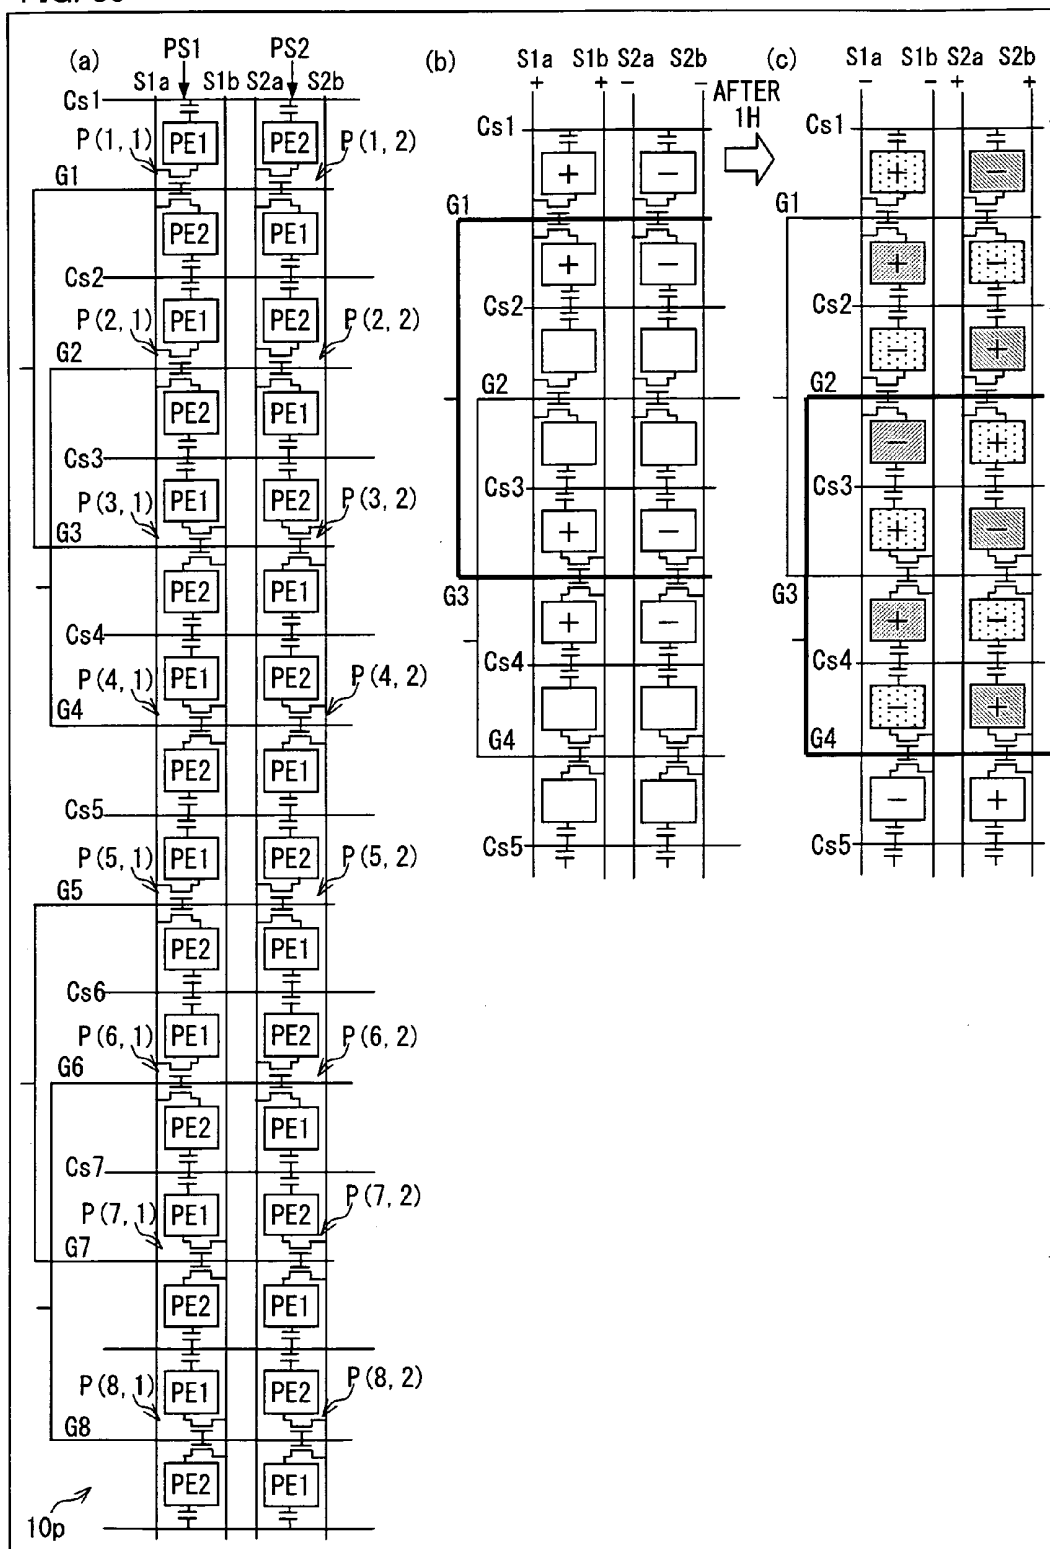 (a)
PS1
PS2
S1a S1b S2a S2b
Cs1
PE1 PE2
P(1, 1)
P(1, 2)
G1
PE2 PE1
Cs2
PE1 PE2
P(2, 1)
P(2, 2)
G2
PE2 PE1
Cs3
PE1 PE2
P(3, 1)
P(3, 2)
G3
PE2 PE1
Cs4
PE1 PE2
P(4, 1)
P(4, 2)
G4
PE2 PE1
Cs5
PE1 PE2
P(5, 1)
P(5, 2)
G5
PE2 PE1
Cs6
PE1 PE2
P(6, 1)
P(6, 2)
G6
PE2 PE1
Cs7
PE1 PE2
P(7, 1)
P(7, 2)
G7
PE2 PE1
PE1 PE2
P(8, 1)
P(8, 2)
G8
PE2 PE1
10p
(b)
S1a S1b S2a S2b
+ + − −
Cs1
+ −
G1
+ −
Cs2
G2
Cs3
+ −
G3
+ −
Cs4
G4
Cs5
AFTER
1H
(c)
S1a S1b S2a S2b
− − + +
Cs1
+ −
G1
+ −
Cs2
− +
G2
− +
Cs3
+ −
G3
+ −
Cs4
− +
G4
− +
Cs5